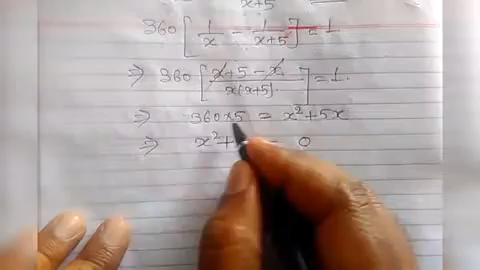 x+5
360 [ 1/x - 1/x+5 ] = 1
⇒ 360 [ x+5-x / x(x+5) ] = 1.
⇒ 360×5 = x²+5x
⇒ x²+ 0